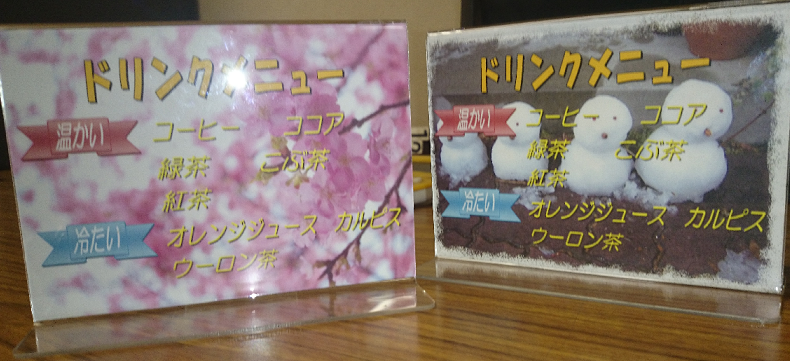 ドリンクメニュー
温かい コーヒー ココア
緑茶 こぶ茶
紅茶
冷たい オレンジジュース カルピス
ウーロン茶
ドリンクメニュー
温かい コーヒー ココア
緑茶 こぶ茶
紅茶
冷たい オレンジジュース カルピス
ウーロン茶